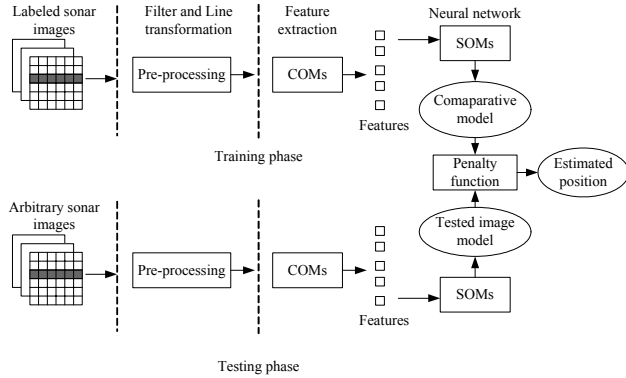 Labeled sonar
images
Filter and Line
transformation
Feature
extraction
Neural network
Pre-processing
COMs
SOMs
Features
Comaparative
model
Training phase
Penalty
function
Estimated
position
Arbitrary sonar
images
Tested image
model
Pre-processing
COMs
SOMs
Features
Testing phase